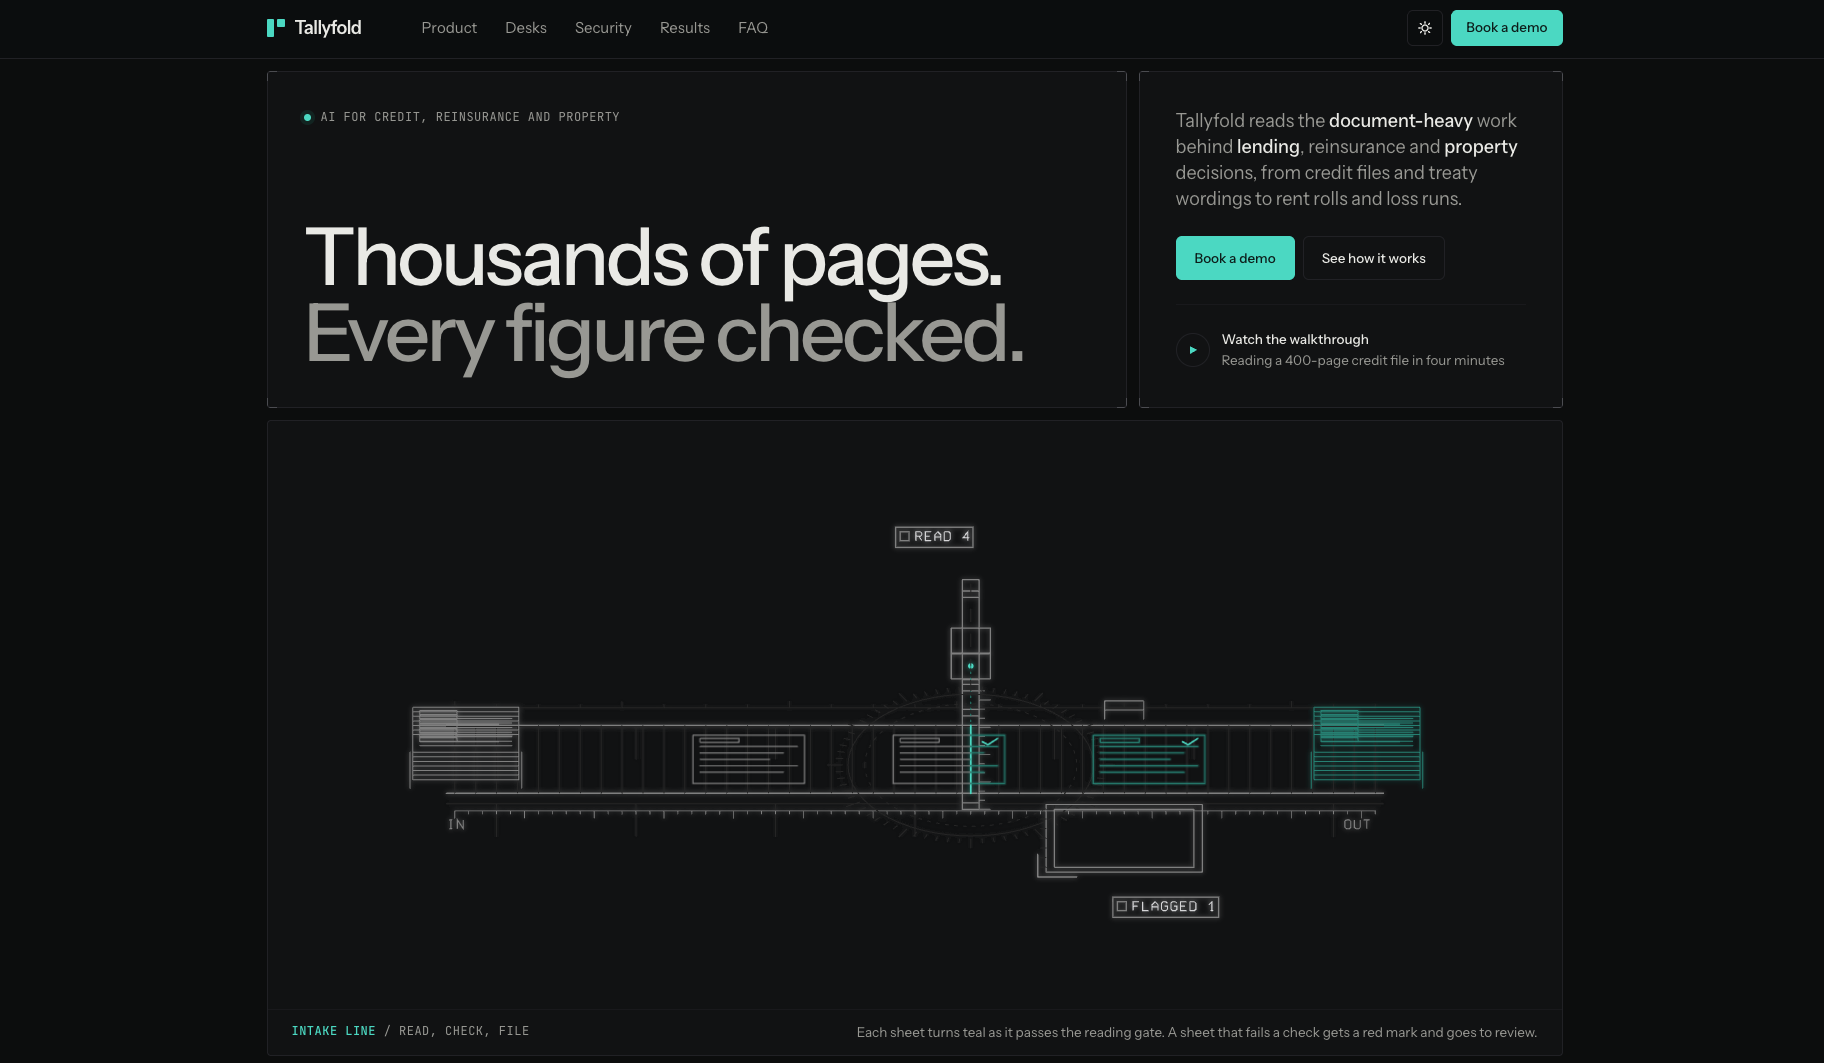 Tallyfold
Product
Desks
Security
Results
FAQ
Book a demo
AI FOR CREDIT, REINSURANCE AND PROPERTY
Thousands of pages.
Every figure checked.
Tallyfold reads the document-heavy work
behind lending, reinsurance and property
decisions, from credit files and treaty
wordings to rent rolls and loss runs.
Book a demo
See how it works
Watch the walkthrough
Reading a 400-page credit file in four minutes
READ 4
IN
OUT
FLAGGED 1
INTAKE LINE / READ, CHECK, FILE
Each sheet turns teal as it passes the reading gate. A sheet that fails a check gets a red mark and goes to review.